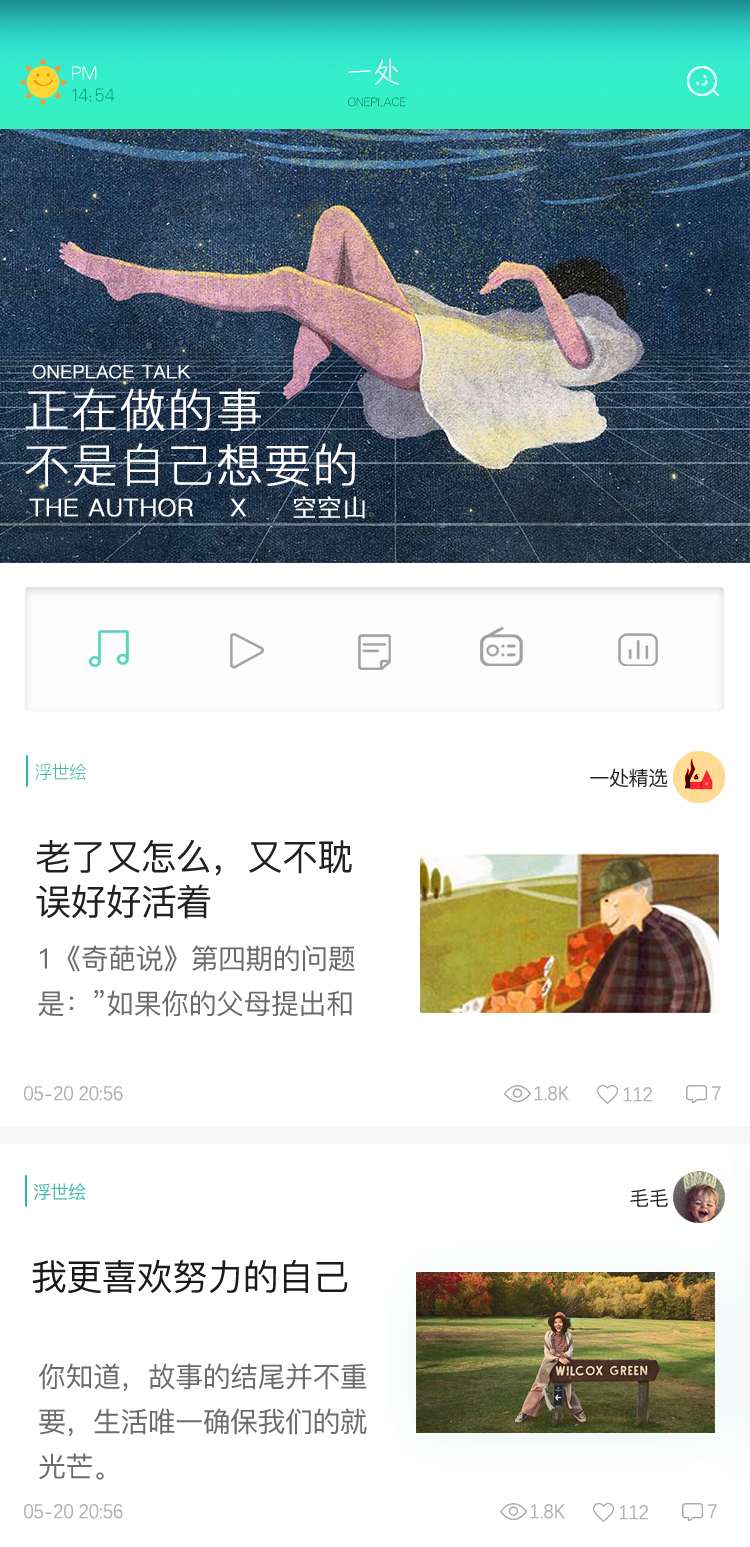 PM
14:54
一处
ONEPLACE
ONEPLACE TALK
正在做的事
不是自己想要的
THE AUTHOR X 空空山
浮世绘
一处精选
老了又怎么，又不耽
误好好活着
1《奇葩说》第四期的问题
是：”如果你的父母提出和
05-20 20:56
1.8K
112
7
浮世绘
毛毛
我更喜欢努力的自己
WILCOX GREEN
你知道，故事的结尾并不重
要，生活唯一确保我们的就
光芒。
05-20 20:56
1.8K
112
7